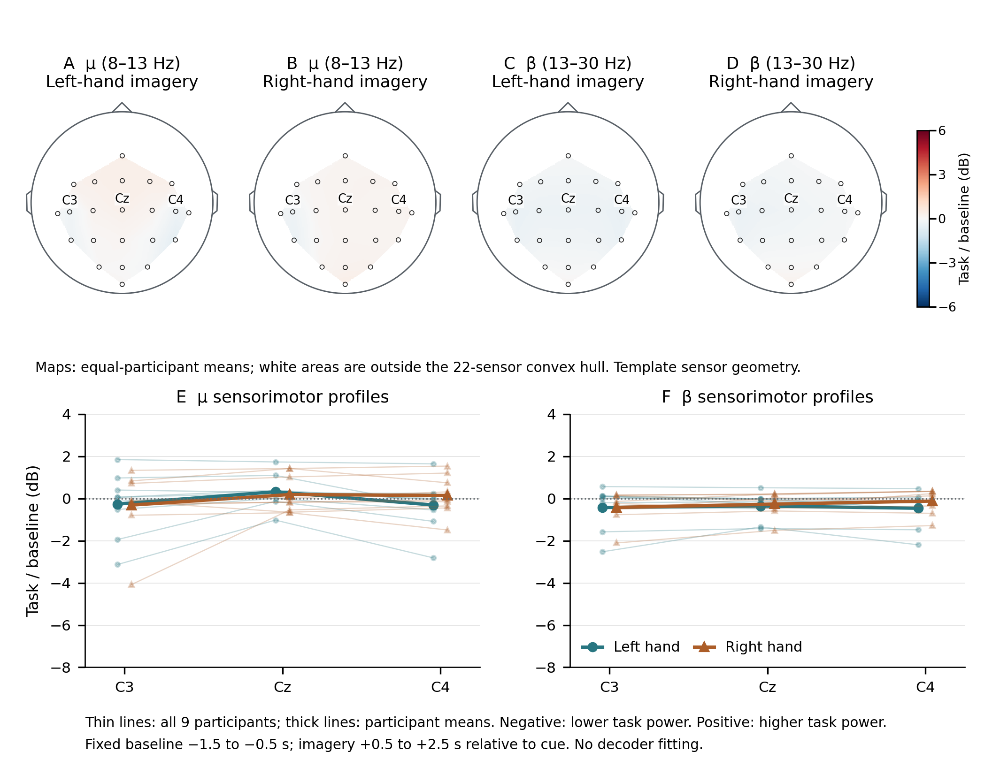 A  μ (8–13 Hz)
Left-hand imagery
B  μ (8–13 Hz)
Right-hand imagery
C  β (13–30 Hz)
Left-hand imagery
D  β (13–30 Hz)
Right-hand imagery
C3
Cz
C4
C3
Cz
C4
C3
Cz
C4
C3
Cz
C4
6
3
0
−3
−6
Task / baseline (dB)
Maps: equal-participant means; white areas are outside the 22-sensor convex hull. Template sensor geometry.
E  μ sensorimotor profiles
4
2
0
−2
−4
−6
−8
Task / baseline (dB)
C3
Cz
C4
F  β sensorimotor profiles
4
2
0
−2
−4
−6
−8
Left hand
Right hand
C3
Cz
C4
Thin lines: all 9 participants; thick lines: participant means. Negative: lower task power. Positive: higher task power.
Fixed baseline −1.5 to −0.5 s; imagery +0.5 to +2.5 s relative to cue. No decoder fitting.